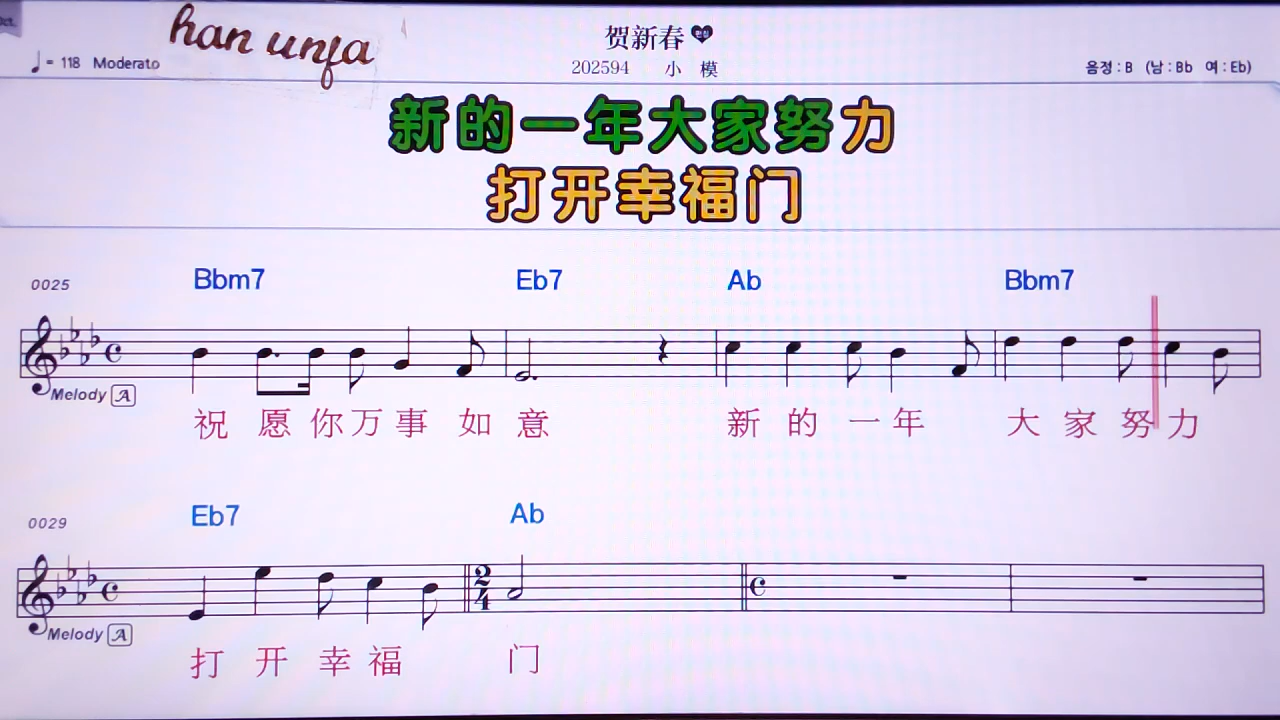 han unfa
♩= 118 Moderato
贺新春
202594 小 模
음정 : B (남 : Bb 여 : Eb)
新的一年大家努力
打开幸福门
0025
Bbm7 Eb7 Ab Bbm7
Melody A
祝 愿 你 万 事 如 意 新 的 一 年 大 家 努 力
0029
Eb7 Ab
2
4
Melody A
打 开 幸 福 门